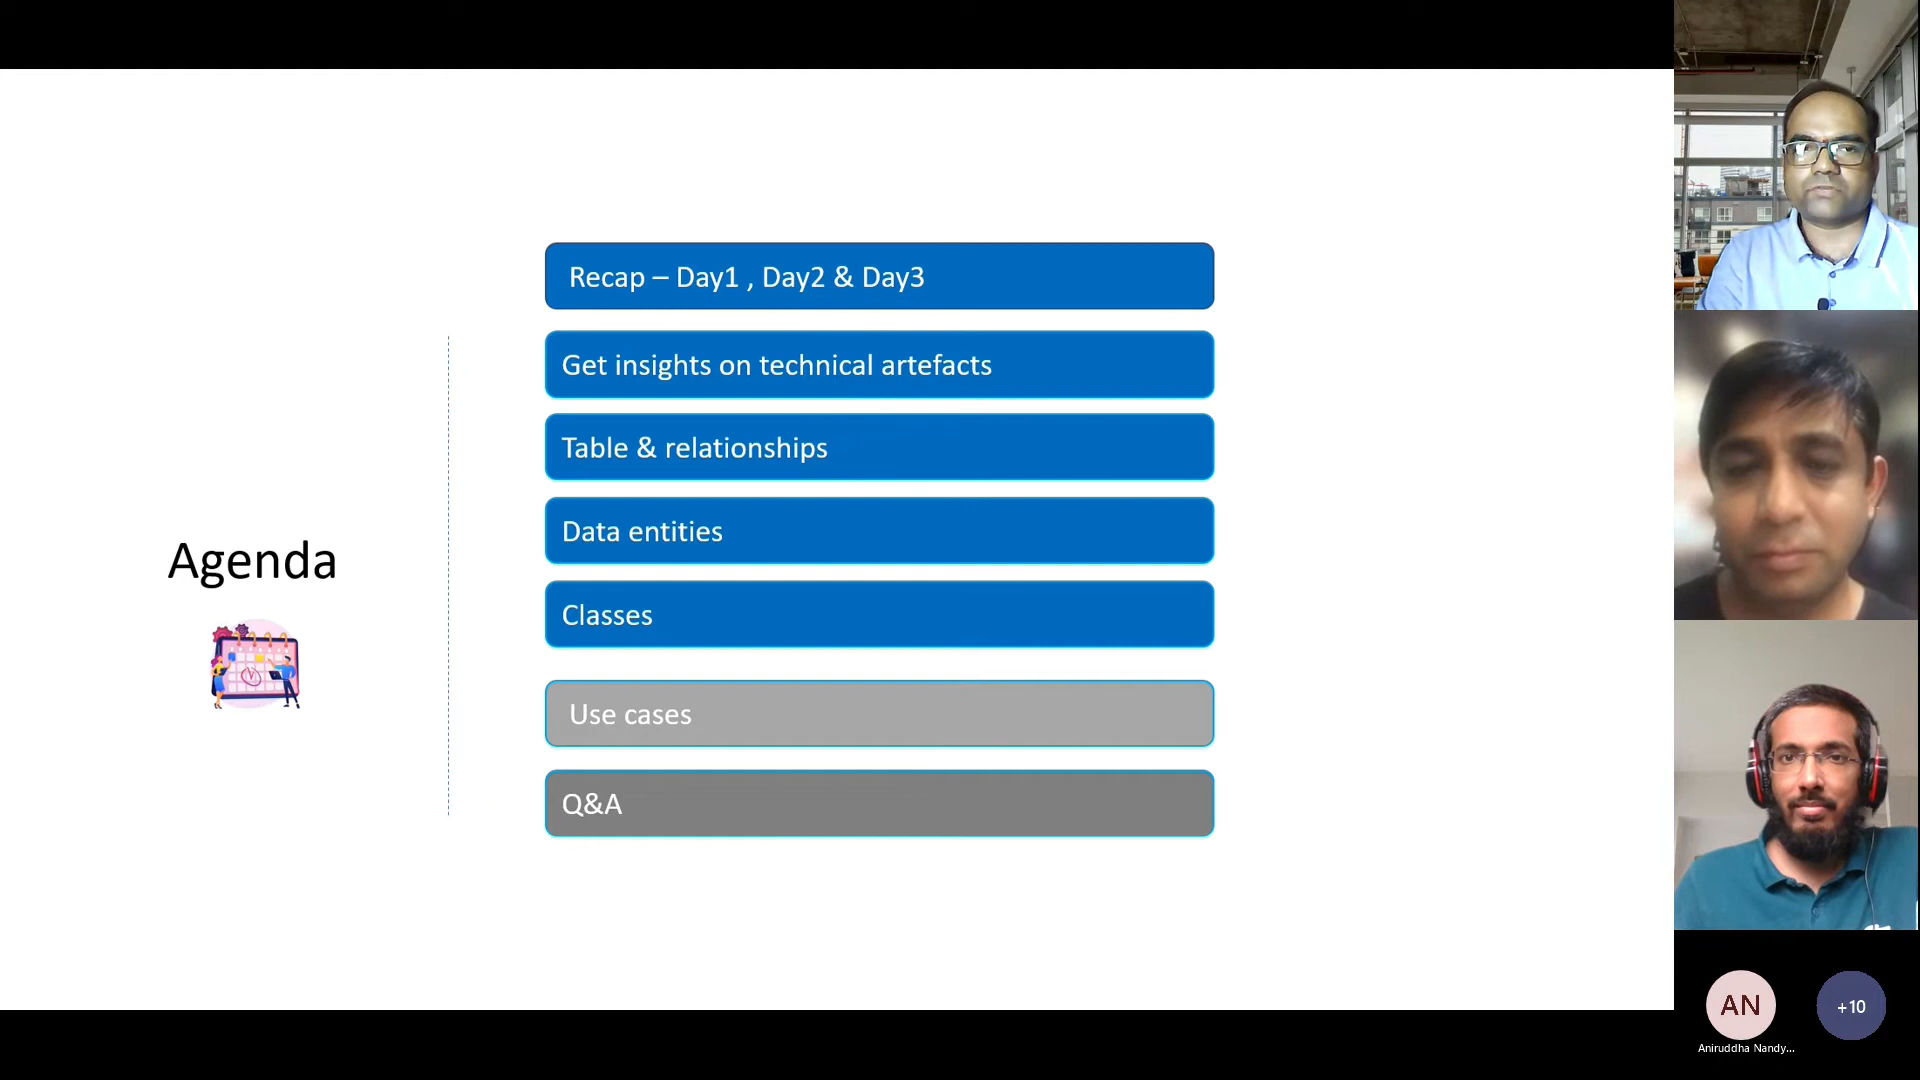 Recap – Day1 , Day2 & Day3
Get insights on technical artefacts
Table & relationships
Data entities
Classes
Use cases
Q&A
Agenda
AN
+10
Aniruddha Nandy...